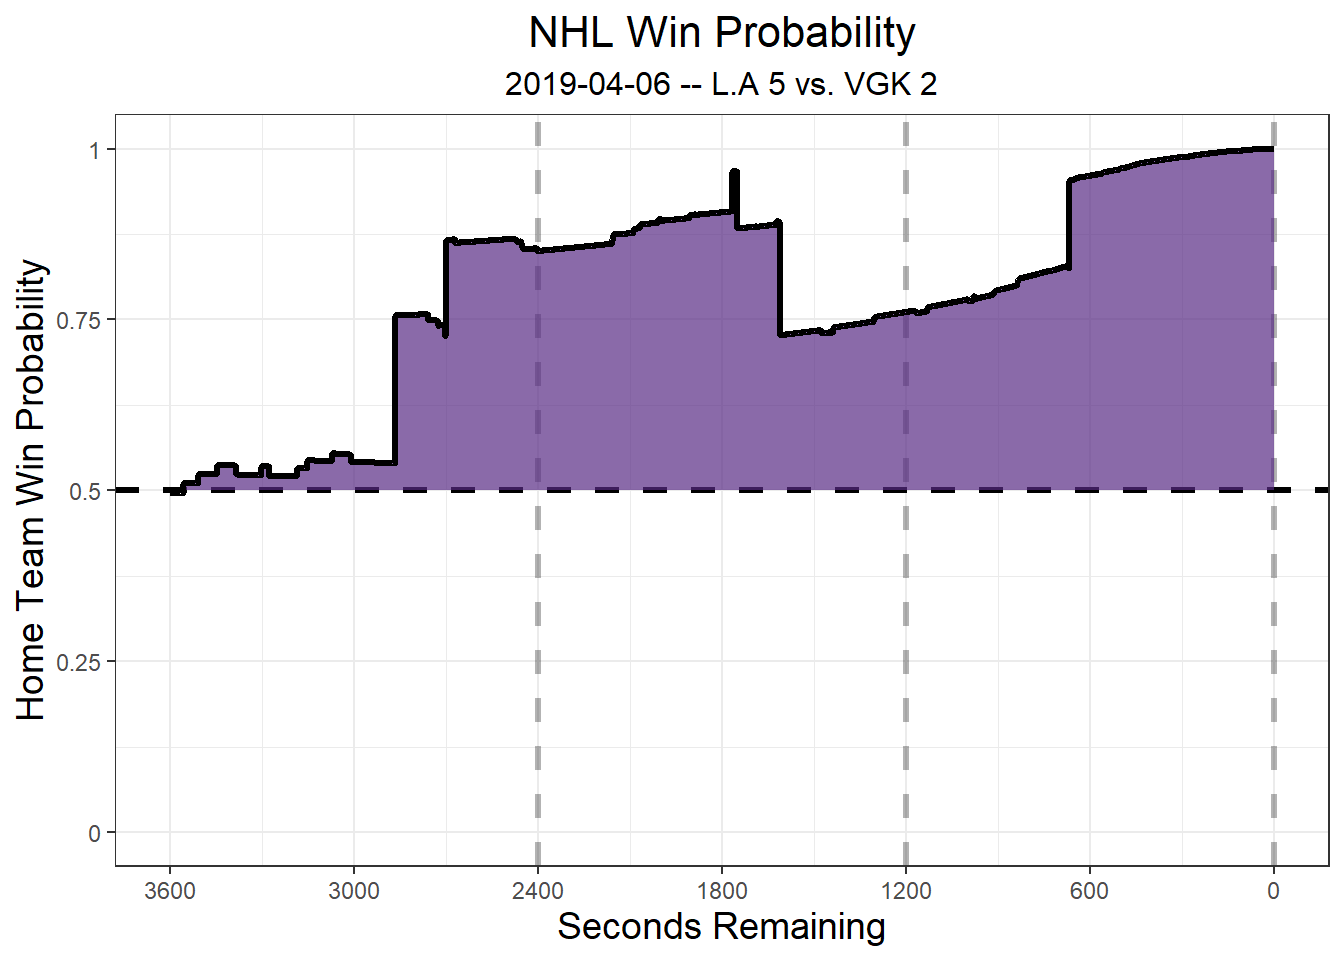 NHL Win Probability
2019-04-06 -- L.A 5 vs. VGK 2
Home Team Win Probability
1
0.75
0.5
0.25
0
3600 3000 2400 1800 1200 600 0
Seconds Remaining